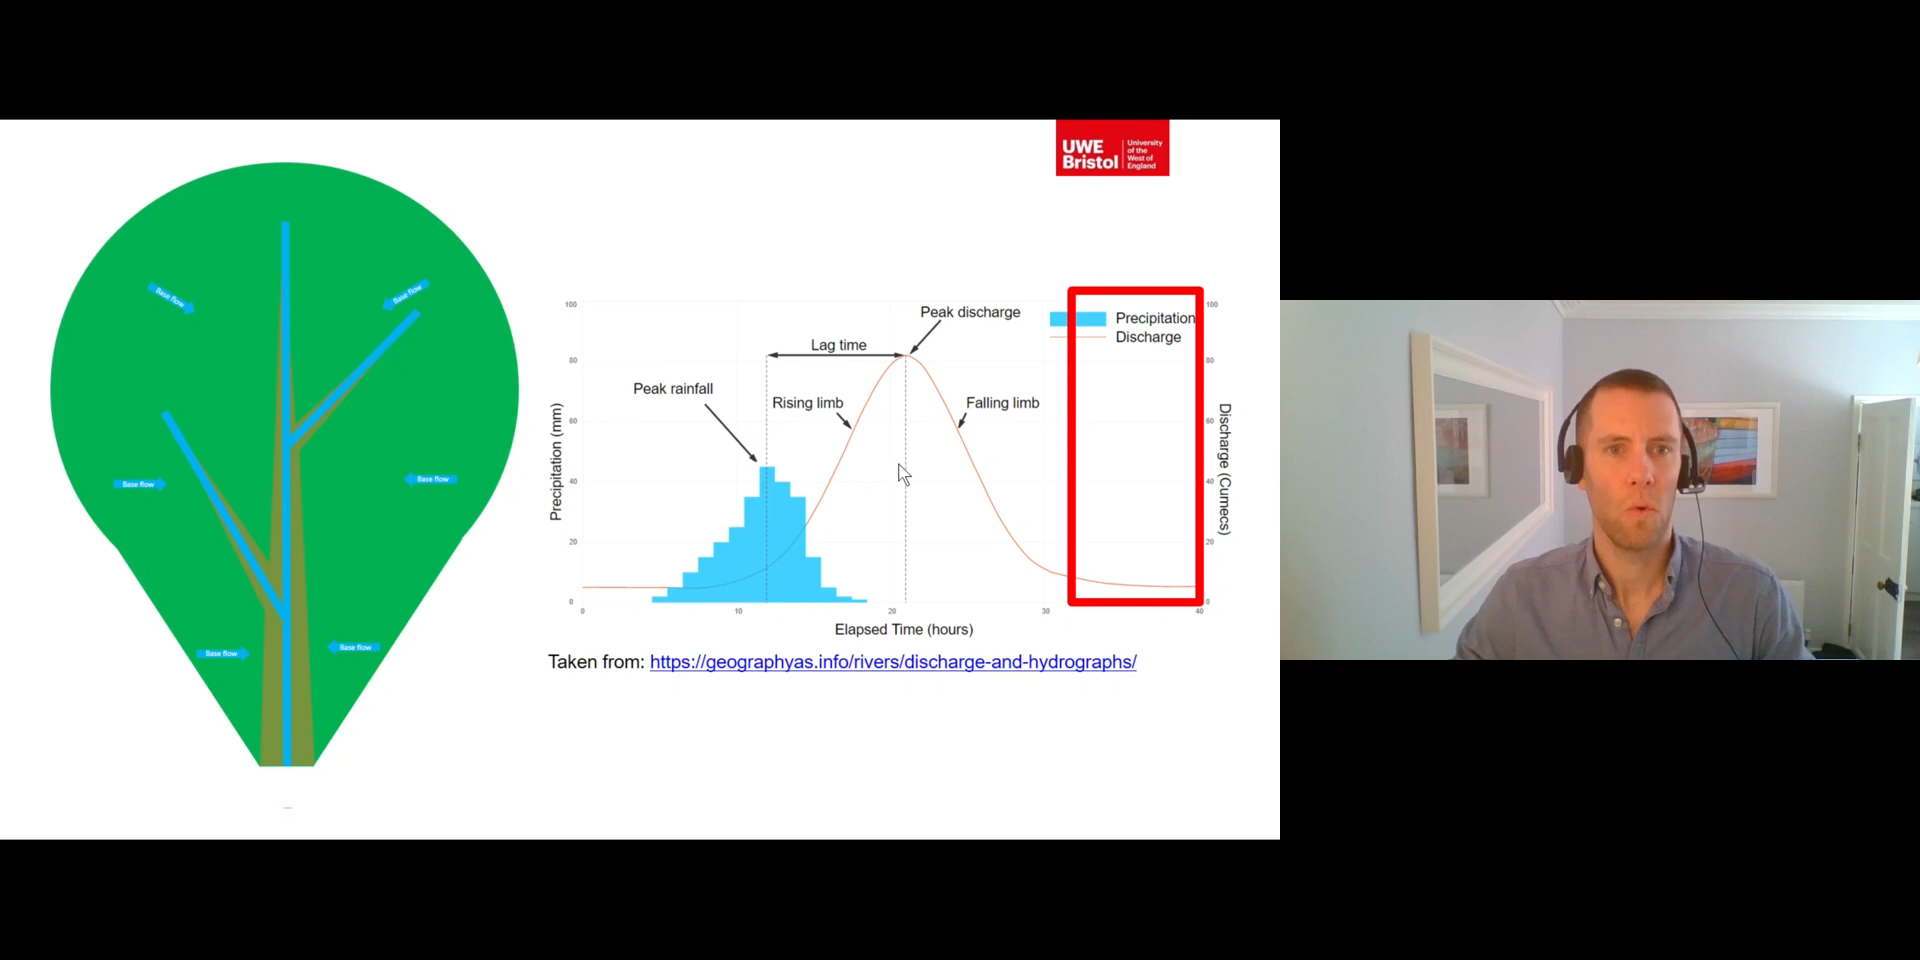 UWE
Bristol
University
of the
West of
England
Base flow
Base flow
Base flow
Base flow
Base flow
Base flow
Precipitation (mm)
100
80
60
40
20
0
Peak discharge
Lag time
Peak rainfall
Rising limb
Falling limb
Precipitation
Discharge
100
80
60
40
20
0
Discharge (Cumecs)
0
10
20
30
40
Elapsed Time (hours)
Taken from: https://geographyas.info/rivers/discharge-and-hydrographs/